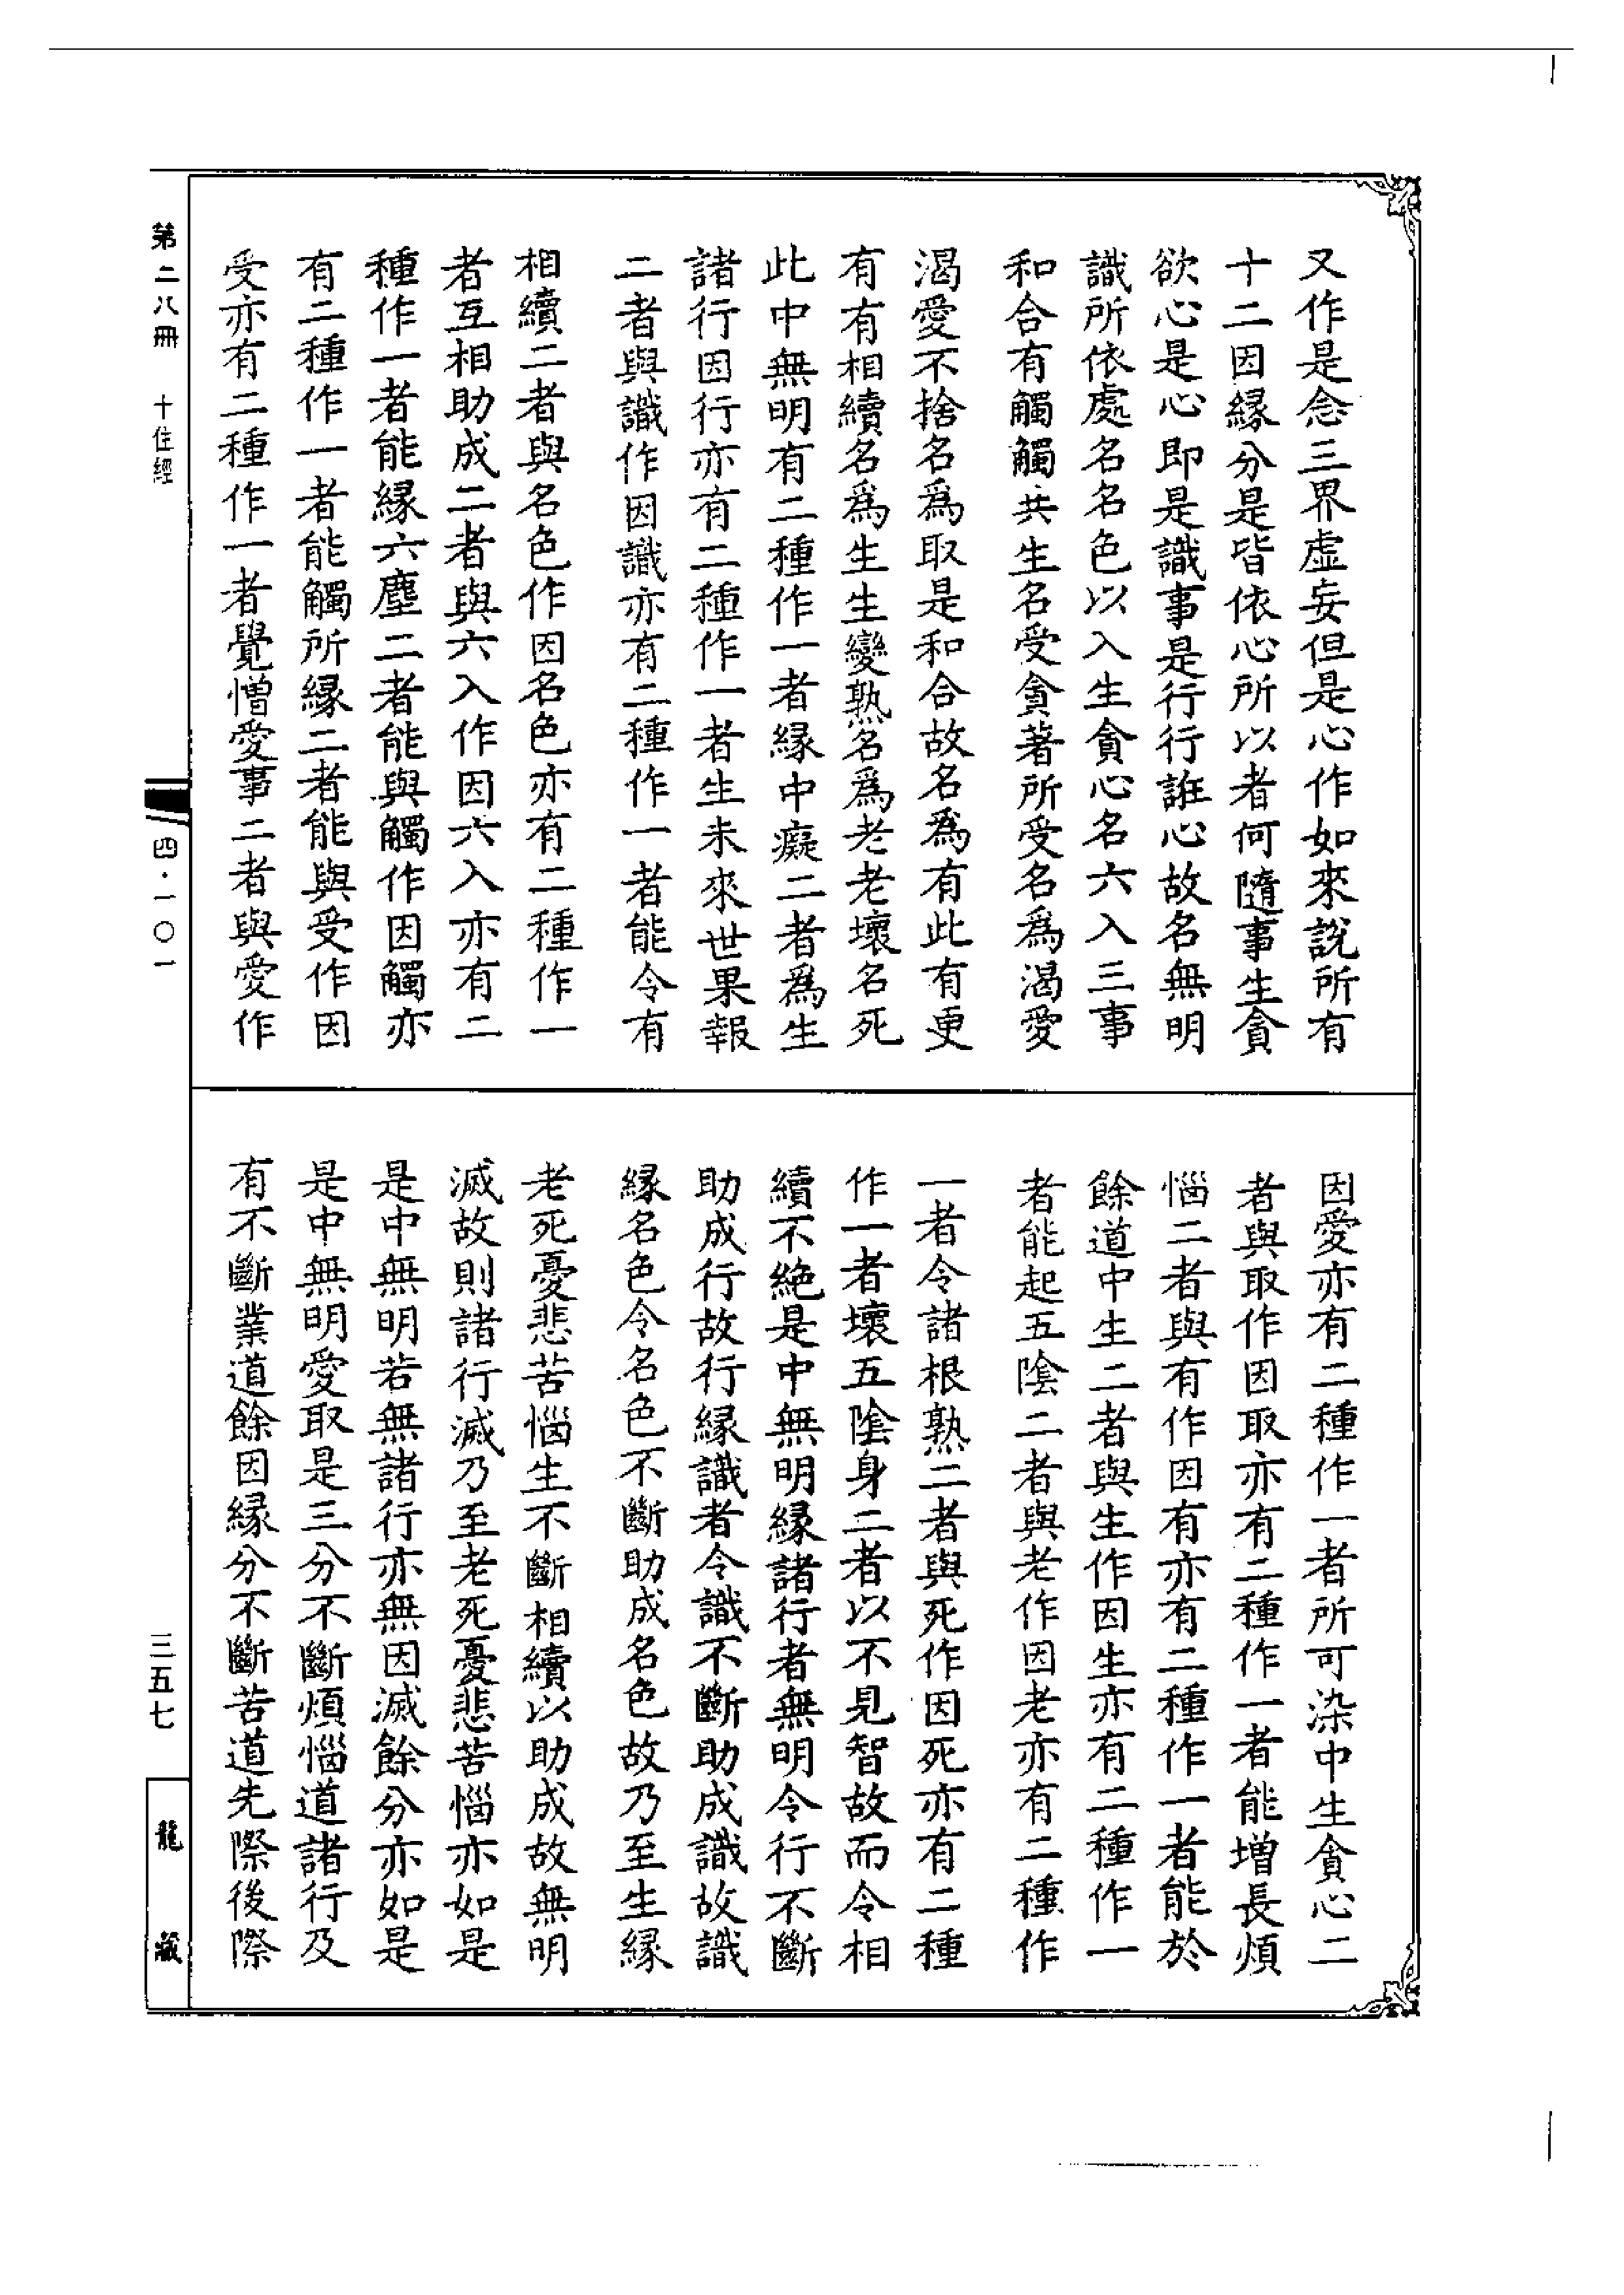 又作是念三界虛妄但是心作如來說所有
十二因緣分是皆依心所以者何隨事生貪
欲心是心即是識事是行行誑心故名無明
識所依處名名色以入生貪心名六入三事
和合有觸觸共生名受貪著所受名為渴愛
渴愛不捨名為取是和合故名為有此有更
有有相續名為生生變熟名為老老壞名死
此中無明有二種作一者緣中癡二者為生
諸行因行亦有二種作一者生未來世果報
二者與識作因識亦有二種作一者能令有
相續二者與名色作因名色亦有二種作一
者互相助成二者與六入作因六入亦有二
種作一者能緣六塵二者能與觸作因觸亦
有二種作一者能觸所緣二者能與受作因
受亦有二種作一者覺憎愛事二者與愛作
因愛亦有二種作一者所可染中生貪心二
者與取作因取亦有二種作一者能增長煩
惱二者與有作因有亦有二種作一者能於
餘道中生二者與生作因生亦有二種作一
者能起五陰二者與老作因老亦有二種作
一者令諸根熟二者與死作因死亦有二種
作一者壞五陰身二者以不見智故而令相
續不絕是中無明緣諸行者無明令行不斷
助成行故行緣識者令識不斷助成識故識
緣名色令名色不斷助成名色故乃至生緣
老死憂悲苦惱生不斷相續以助成故無明
滅故則諸行滅乃至老死憂悲苦惱亦如是
是中無明若無諸行亦無因滅餘分亦如是
是中無明愛取是三分不斷煩惱道諸行及
有不斷業道餘因緣分不斷苦道先際後際
第二八冊 十住經
四·一〇一
三五七
龍藏